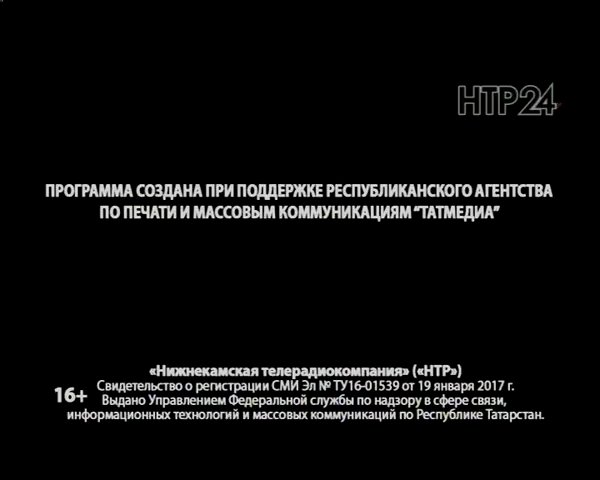 НТР24
ПРОГРАММА СОЗДАНА ПРИ ПОДДЕРЖКЕ РЕСПУБЛИКАНСКОГО АГЕНТСТВА
ПО ПЕЧАТИ И МАССОВЫМ КОММУНИКАЦИЯМ "ТАТМЕДИА"
«Нижнекамская телерадиокомпания» («НТР»)
Свидетельство о регистрации СМИ Эл № ТУ16-01539 от 19 января 2017 г.
16+
Выдано Управлением Федеральной службы по надзору в сфере связи,
информационных технологий и массовых коммуникаций по Республике Татарстан.